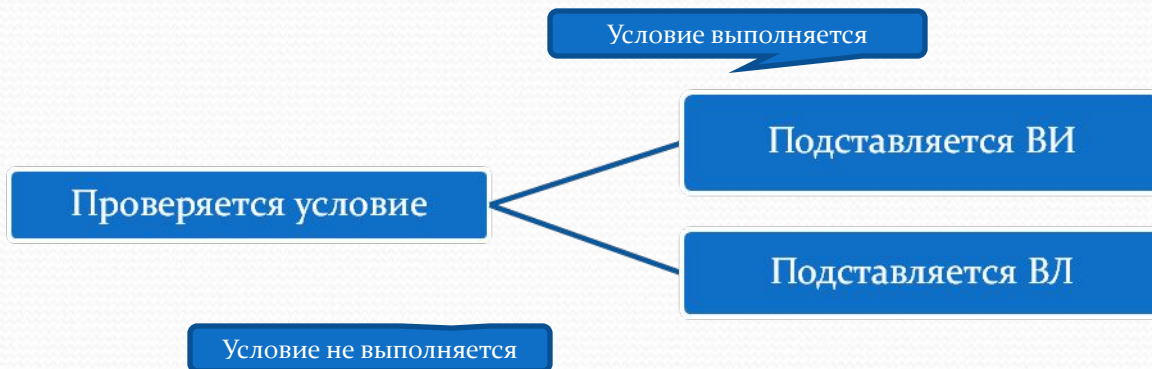 Условие выполняется
Подставляется ВИ
Проверяется условие
Подставляется ВЛ
Условие не выполняется